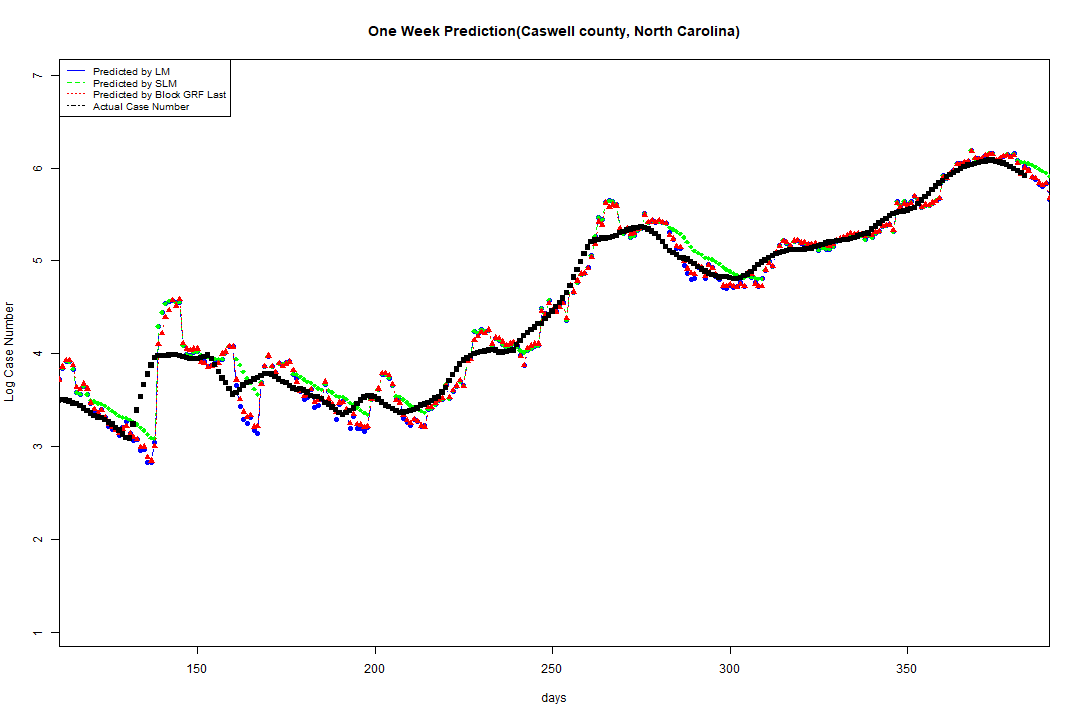 One Week Prediction(Caswell county, North Carolina)
Predicted by LM
Predicted by SLM
Predicted by Block GRF Last
Actual Case Number
7
6
5
4
3
2
1
Log Case Number
150
200
250
300
350
days